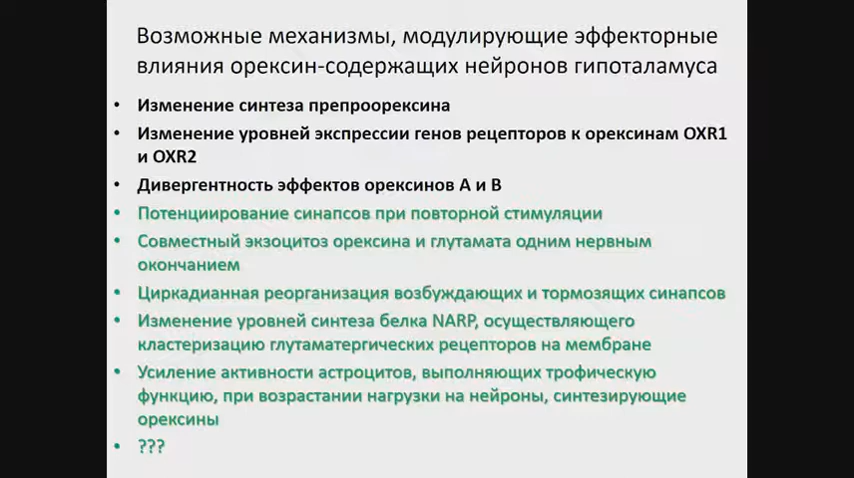 Возможные механизмы, модулирующие эффекторные
влияния орексин-содержащих нейронов гипоталамуса
• Изменение синтеза препроорексина
• Изменение уровней экспрессии генов рецепторов к орексинам OXR1
и OXR2
• Дивергентность эффектов орексинов А и В
• Потенциирование синапсов при повторной стимуляции
• Совместный экзоцитоз орексина и глутамата одним нервным
окончанием
• Циркадианная реорганизация возбуждающих и тормозящих синапсов
• Изменение уровней синтеза белка NARP, осуществляющего
кластеризацию глутаматергических рецепторов на мембране
• Усиление активности астроцитов, выполняющих трофическую
функцию, при возрастании нагрузки на нейроны, синтезирующие
орексины
• ???